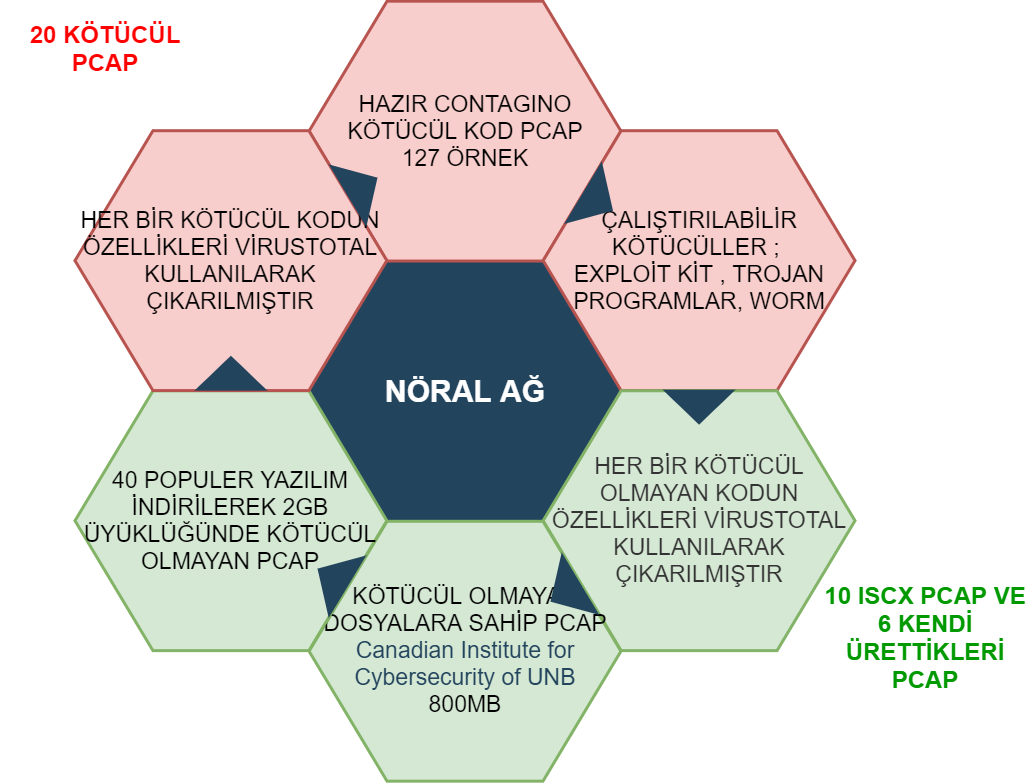 20 KÖTÜCÜL
PCAP
HAZIR CONTAGINO
KÖTÜCÜL KOD PCAP
127 ÖRNEK
HER BİR KÖTÜCÜL KODUN
ÖZELLİKLERİ VİRUSTOTAL
KULLANILARAK
ÇIKARILMIŞTIR
ÇALIŞTIRILABİLİR
KÖTÜCÜLLER ;
EXPLOİT KİT , TROJAN
PROGRAMLAR, WORM
NÖRAL AĞ
40 POPULER YAZILIM
İNDİRİLEREK 2GB
ÜYÜKLÜĞÜNDE KÖTÜCÜL
OLMAYAN PCAP
HER BİR KÖTÜCÜL
OLMAYAN KODUN
ÖZELLİKLERİ VİRUSTOTAL
KULLANILARAK
ÇIKARILMIŞTIR
KÖTÜCÜL OLMAYA
DOSYALARA SAHİP PCAP
Canadian Institute for
Cybersecurity of UNB
800MB
10 ISCX PCAP VE
6 KENDİ
ÜRETTİKLERİ
PCAP